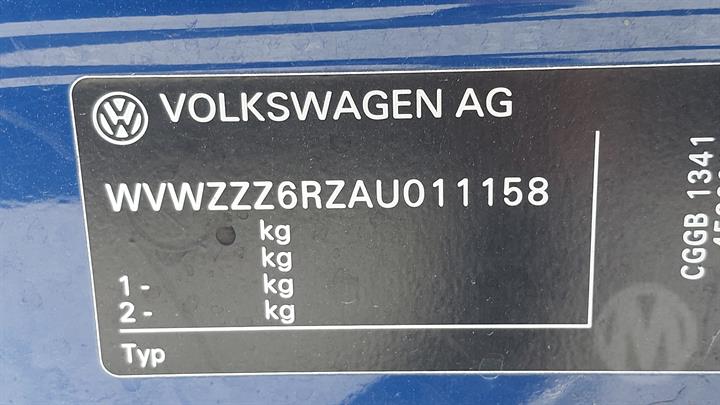 VOLKSWAGEN AG
WVWZZZ6RZAU011158
kg
kg
1 - kg
2 - kg
Typ
CGGB 1341